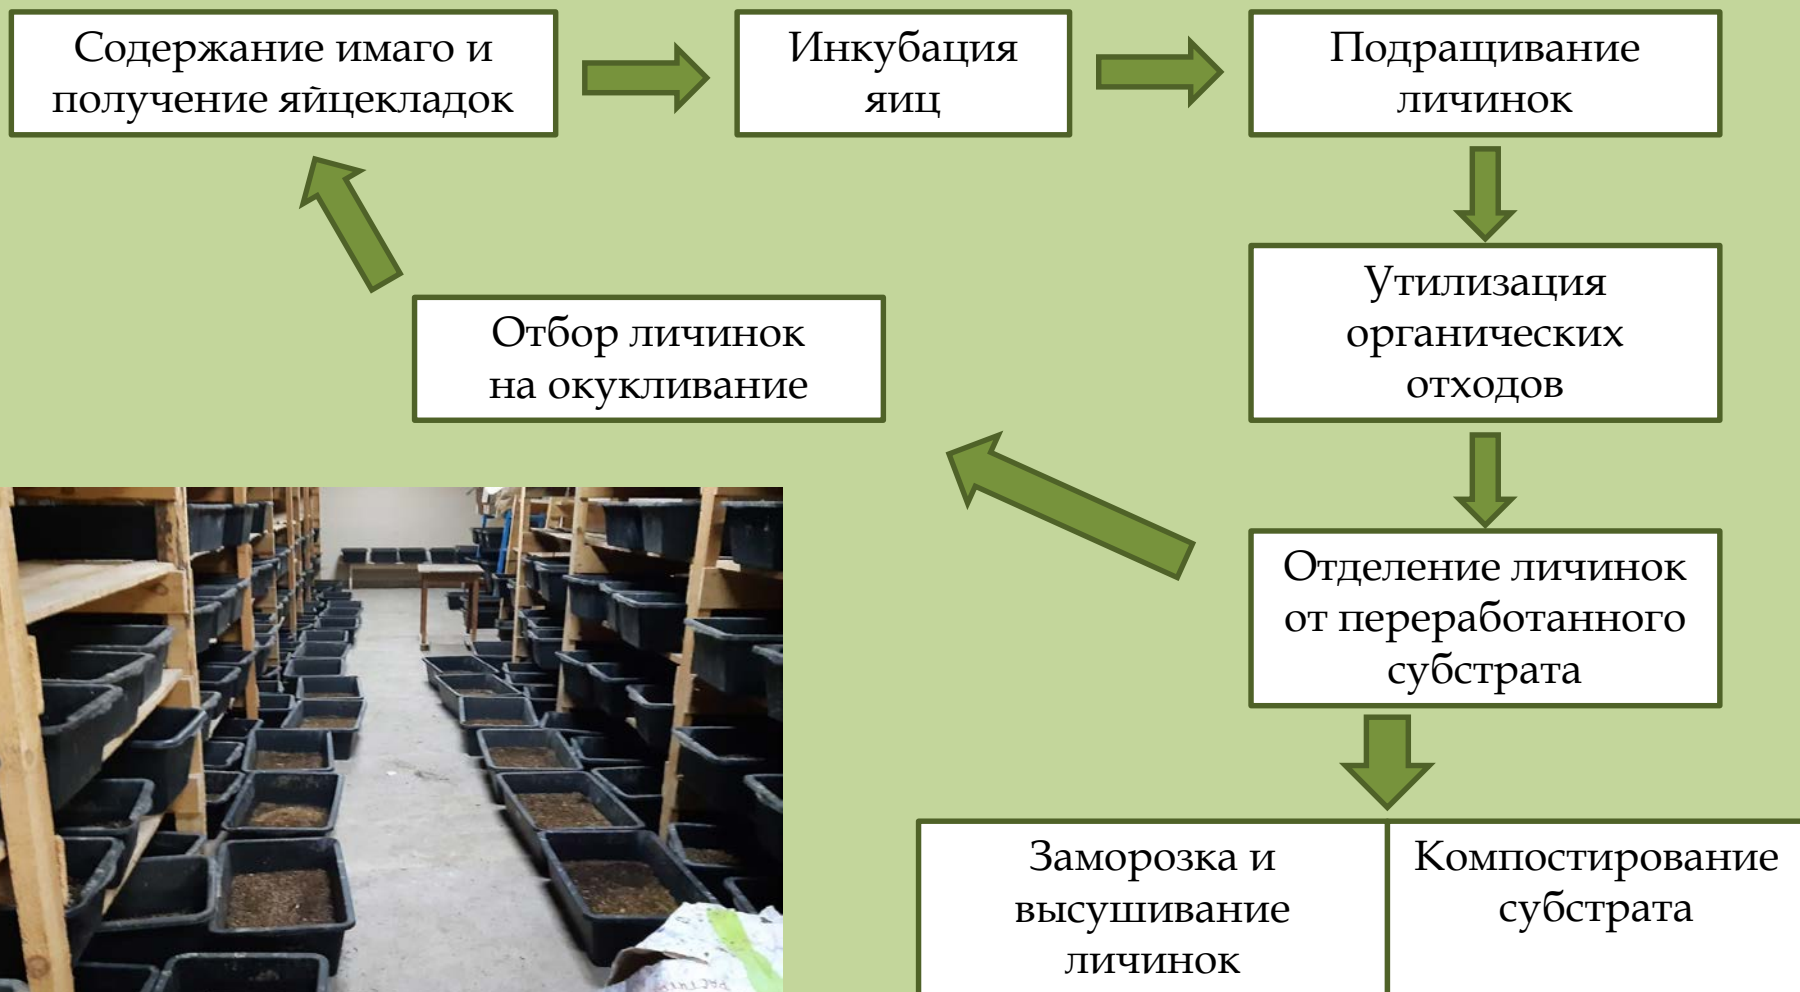 Содержание имаго и
получение яйцекладок
Инкубация
яиц
Подращивание
личинок
Утилизация
органических
отходов
Отбор личинок
на окукливание
Отделение личинок
от переработанного
субстрата
Заморозка и
высушивание
личинок
Компостирование
субстрата